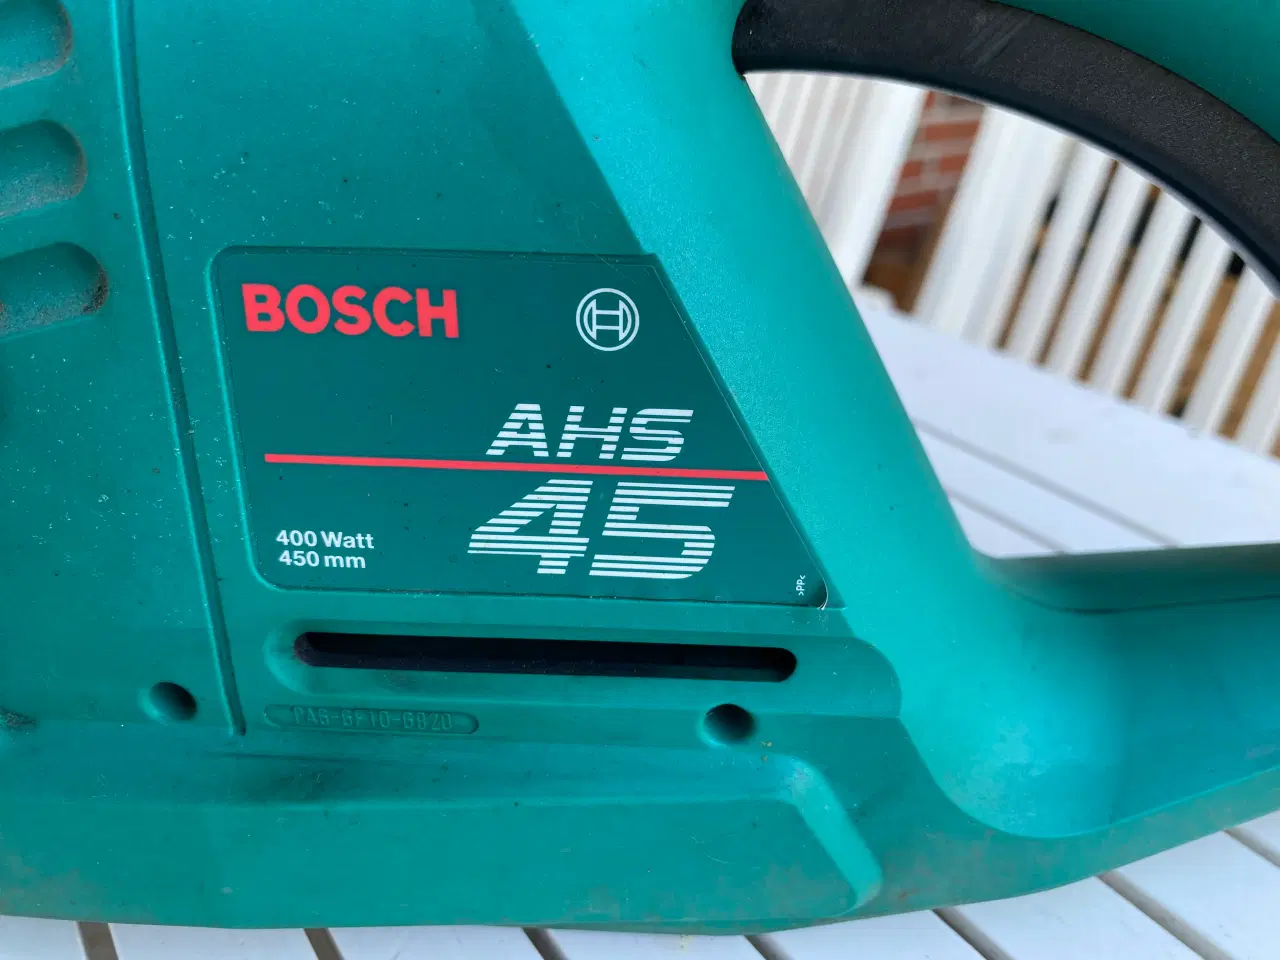 BOSCH
AHS
45
400 Watt
450 mm
>PP<